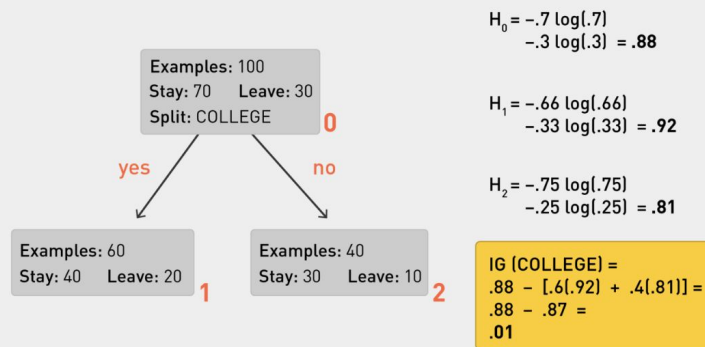 Examples: 100
Stay: 70 Leave: 30
Split: COLLEGE
0
yes
no
Examples: 60
Stay: 40 Leave: 20
1
Examples: 40
Stay: 30 Leave: 10
2
H₀ = –.7 log(.7)
–.3 log(.3) = .88
H₁ = –.66 log(.66)
–.33 log(.33) = .92
H₂ = –.75 log(.75)
–.25 log(.25) = .81
IG (COLLEGE) =
.88 – [.6(.92) + .4(.81)] =
.88 – .87 =
.01